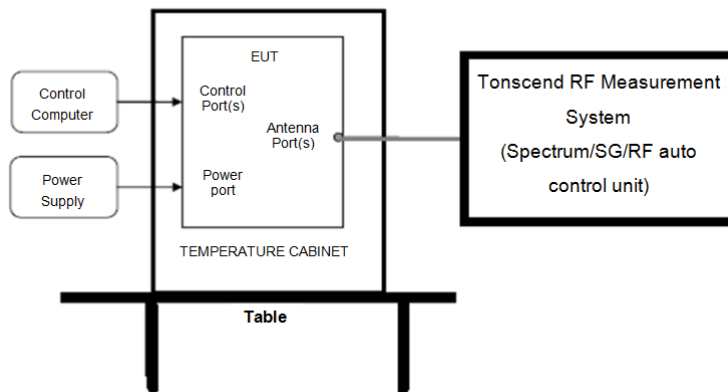 EUT
Control
Computer
Control
Port(s)
Antenna
Port(s)
Power
Supply
Power
port
TEMPERATURE CABINET
Table
Tonscend RF Measurement
System
(Spectrum/SG/RF auto
control unit)